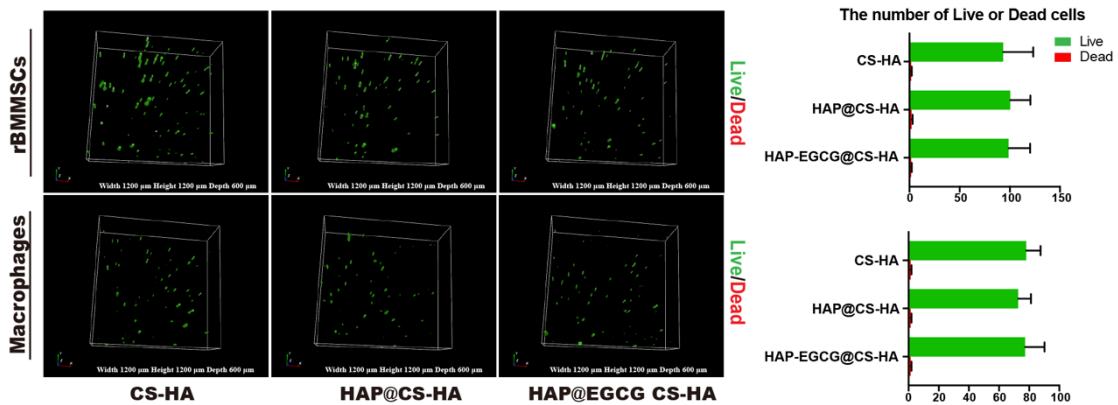 rBMMSCs
Width 1200 μm Height 1200 μm Depth 600 μm
Width 1200 μm Height 1200 μm Depth 600 μm
Width 1200 μm Height 1200 μm Depth 600 μm
Live/Dead
Macrophages
Width 1200 μm Height 1200 μm Depth 600 μm
Width 1200 μm Height 1200 μm Depth 600 μm
Width 1200 μm Height 1200 μm Depth 600 μm
Live/Dead
CS-HA
HAP@CS-HA
HAP@EGCG CS-HA
The number of Live or Dead cells
Live
Dead
CS-HA
HAP@CS-HA
HAP-EGCG@CS-HA
0 50 100 150
CS-HA
HAP@CS-HA
HAP-EGCG@CS-HA
0 20 40 60 80 100